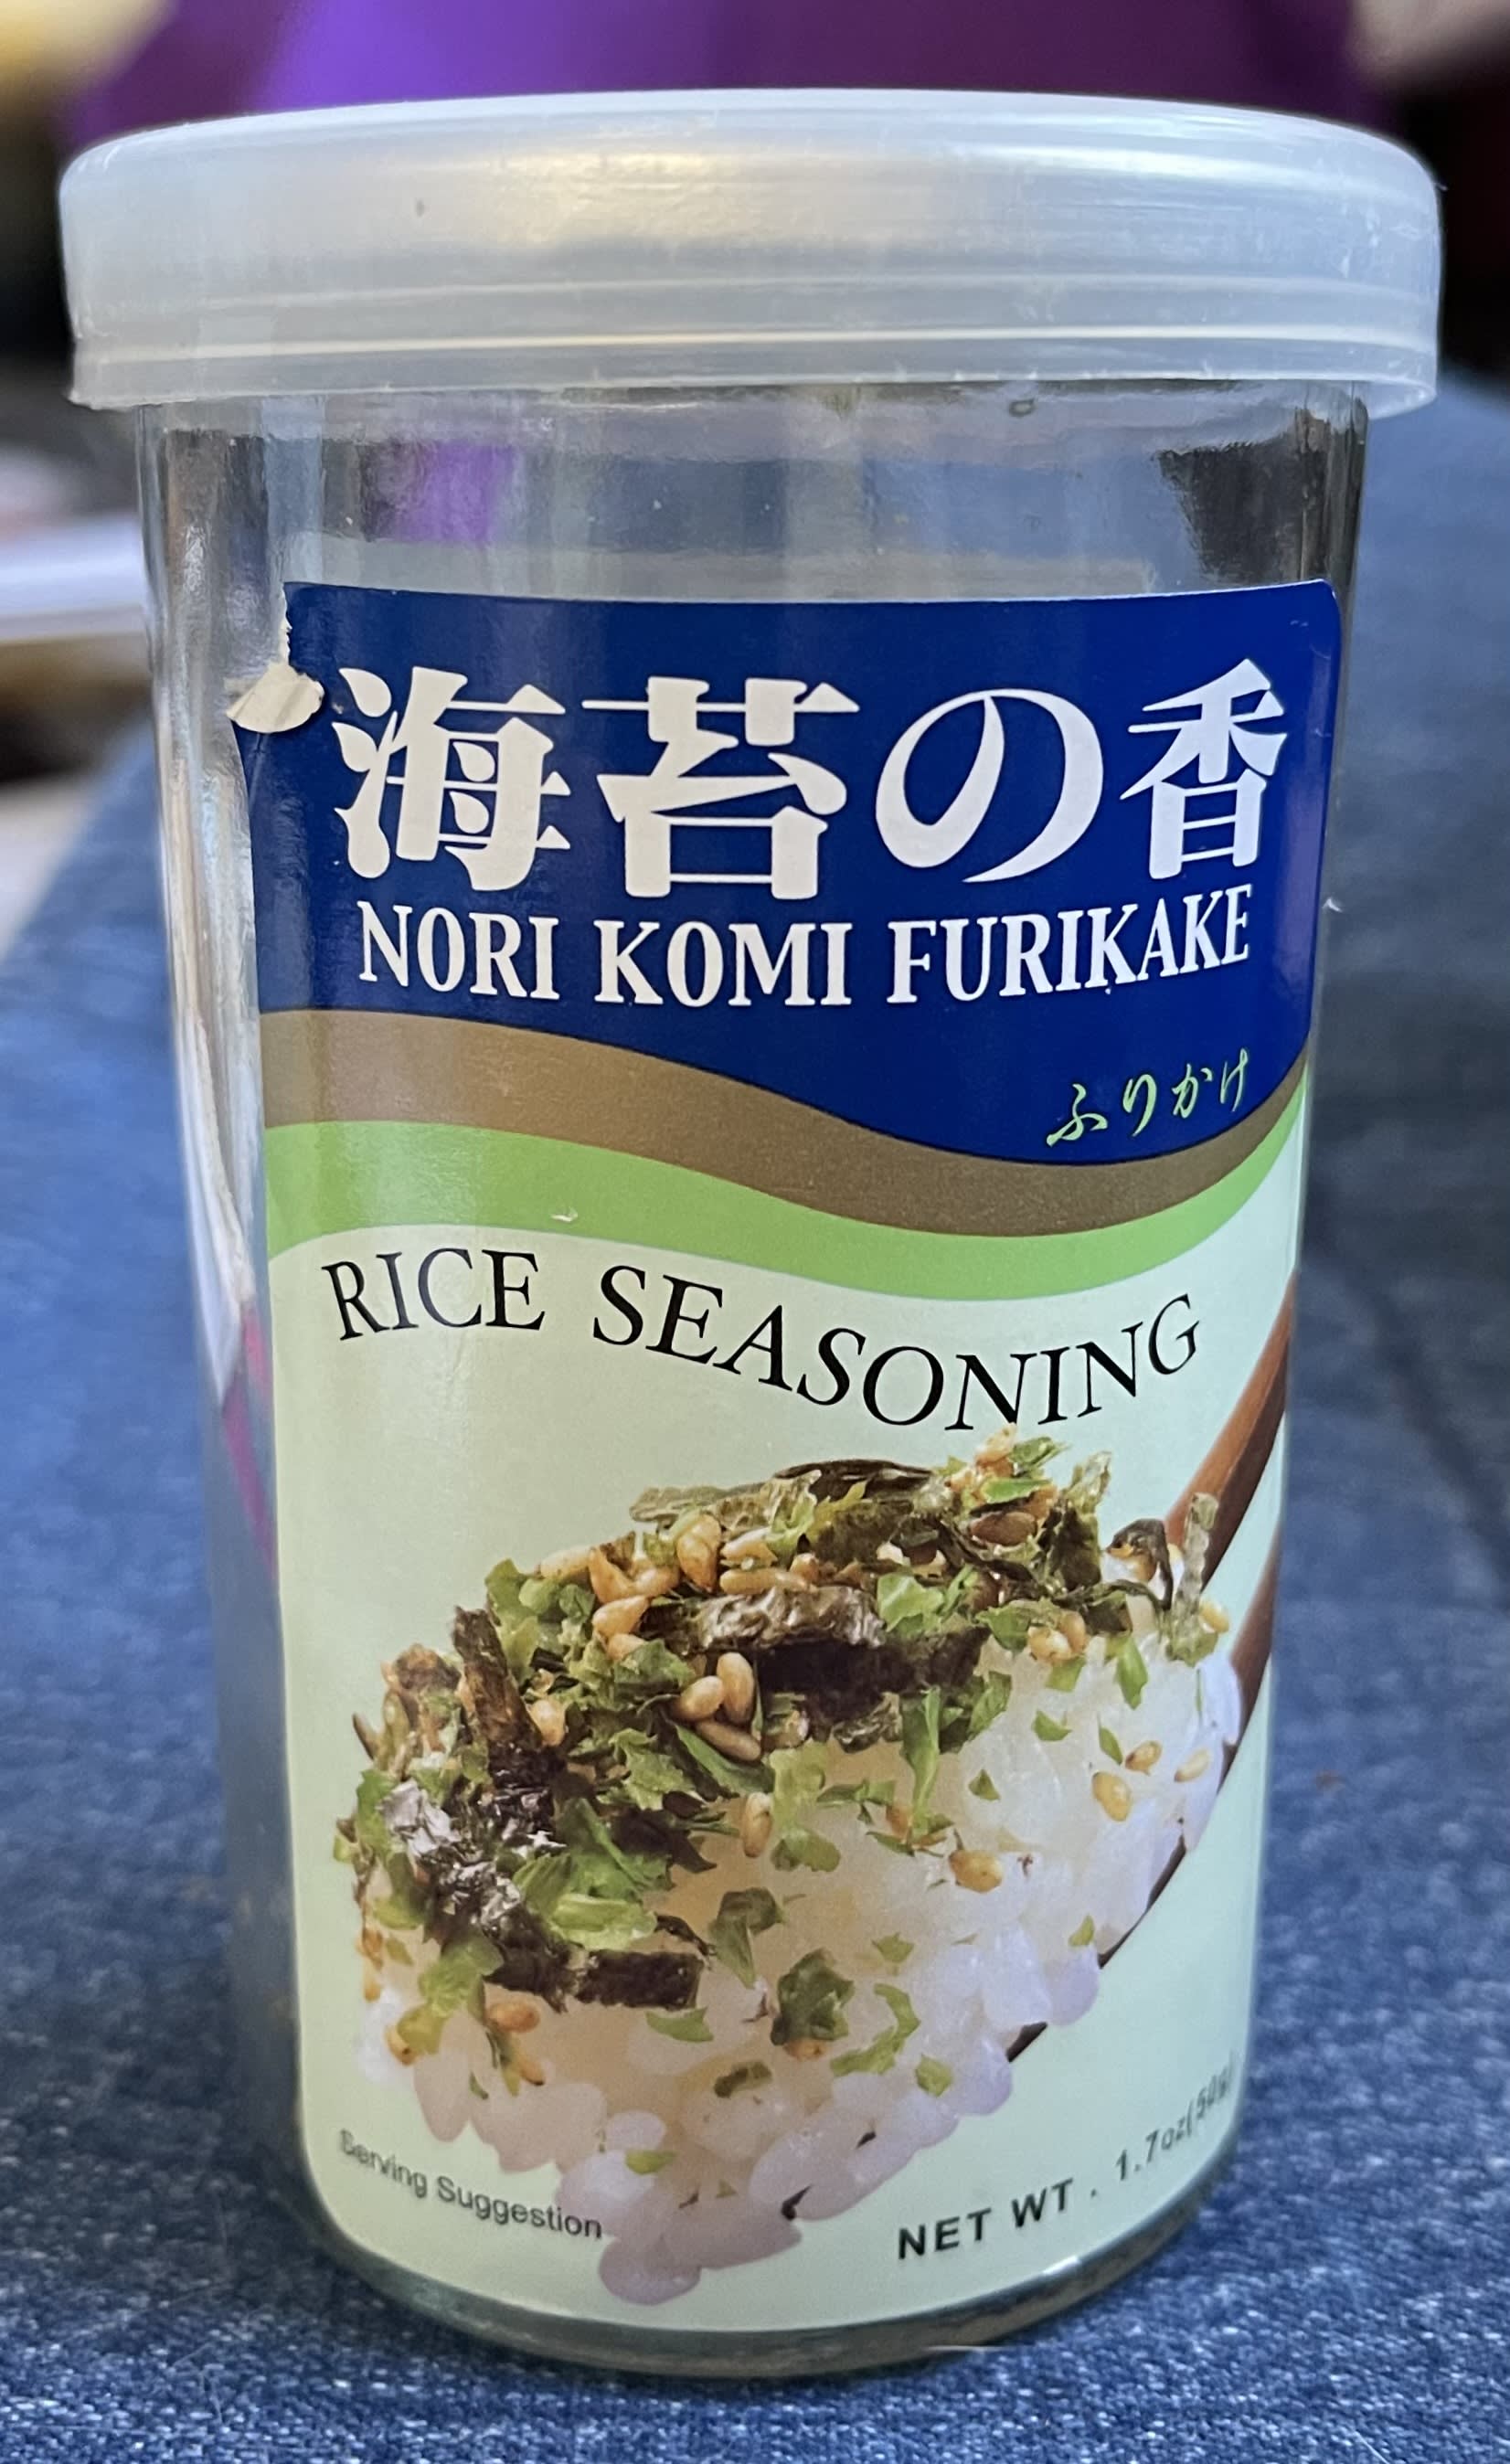 海苔の香
NORI KOMI FURIKAKE
ふりかけ
RICE SEASONING
Serving Suggestion
NET WT. 1.7oz(50g)